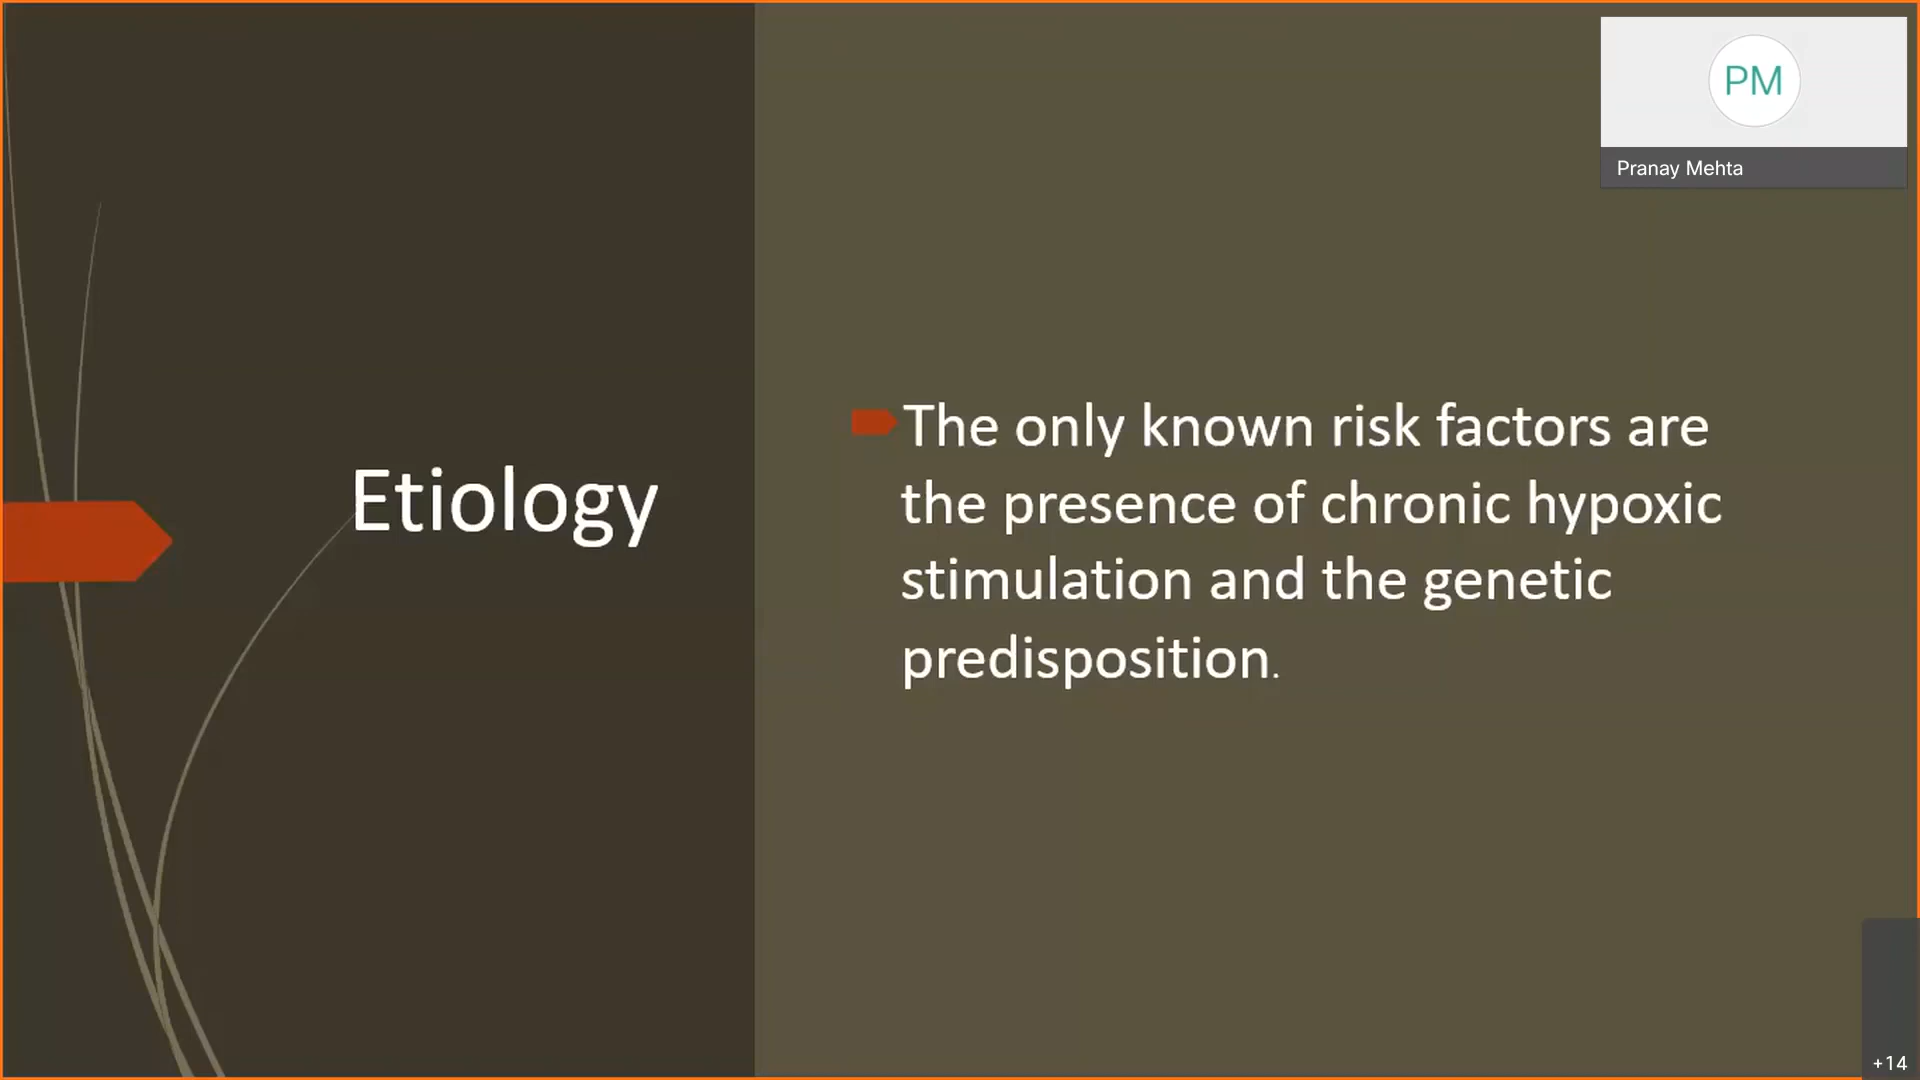 PM
Pranay Mehta
Etiology
The only known risk factors are
the presence of chronic hypoxic
stimulation and the genetic
predisposition.
+14